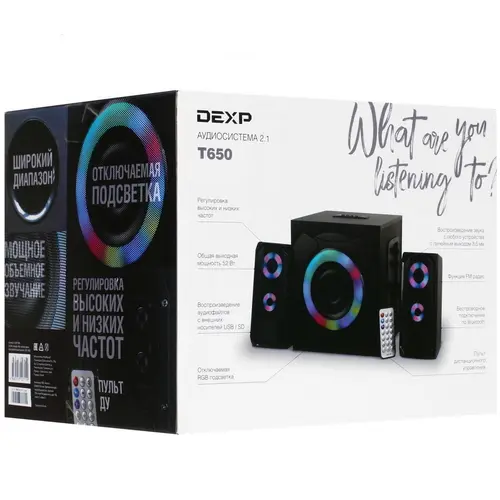 DEXP
АУДИОСИСТЕМА 2.1
T650
What are you
listening to?
Регулировка
высоких и низких
частот
Общая выходная
мощность 52 Вт
Воспроизведение
аудиофайлов
с внешних
носителей USB | SD
Отключаемая
RGB подсветка
Воспроизведение звука
с любого устройства
с линейным выходом 3.5 мм
Функция FM радио
Беспроводное
подключение
по Bluetooth
Пульт
дистанционного
управления
ШИРОКИЙ
ДИАПАЗОН
МОЩНОЕ
ОБЪЕМНОЕ
ЗВУЧАНИЕ
ОТКЛЮЧАЕМАЯ
ПОДСВЕТКА
РЕГУЛИРОВКА
ВЫСОКИХ
И НИЗКИХ
ЧАСТОТ
ПУЛЬТ
ДУ